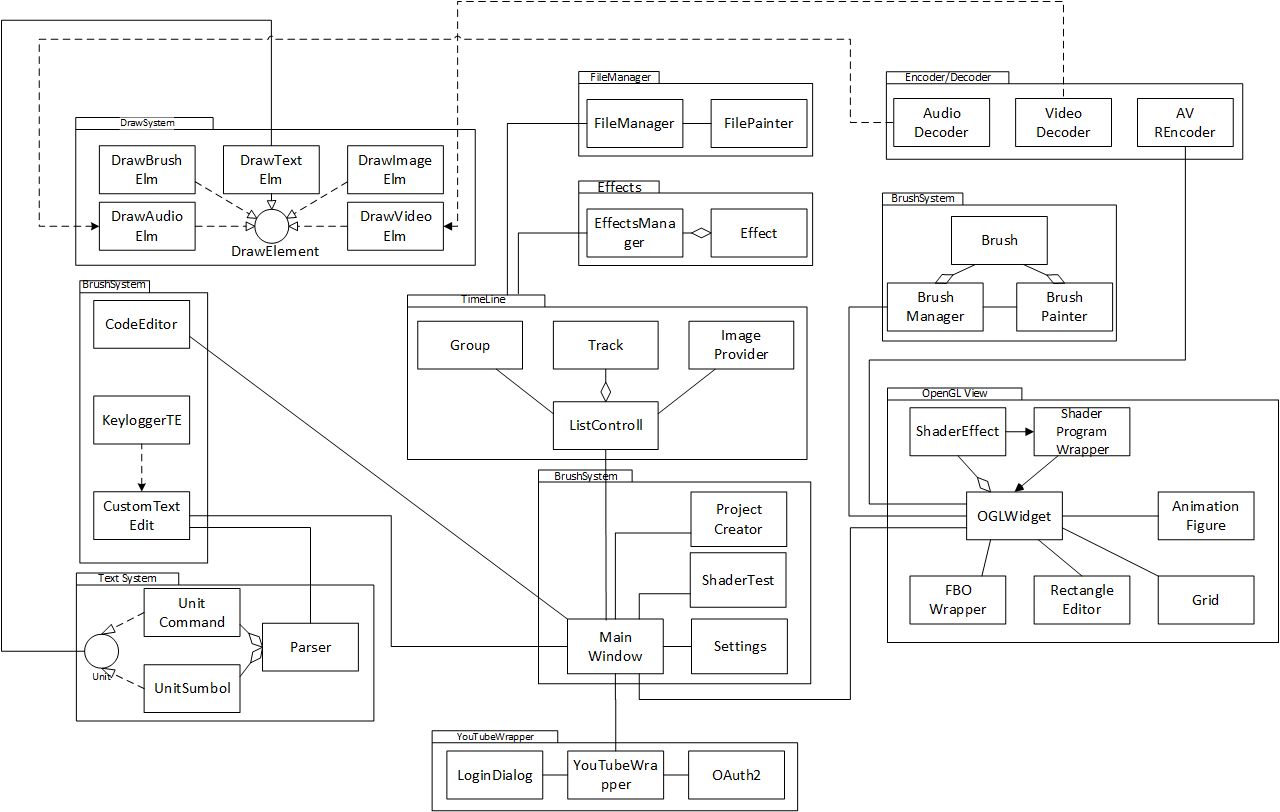 FileManager
FileManager
FilePainter
Encoder/Decoder
Audio
Decoder
Video
Decoder
AV
REncoder
DrawSystem
DrawBrush
Elm
DrawText
Elm
DrawImage
Elm
DrawAudio
Elm
DrawVideo
Elm
DrawElement
Effects
EffectsMana
ger
Effect
BrushSystem
Brush
Brush
Manager
Brush
Painter
BrushSystem
CodeEditor
KeyloggerTE
CustomText
Edit
TimeLine
Group
Track
Image
Provider
ListControll
OpenGL View
ShaderEffect
Shader
Program
Wrapper
OGLWidget
Animation
Figure
FBO
Wrapper
Rectangle
Editor
Grid
BrushSystem
Project
Creator
ShaderTest
Main
Window
Settings
Text System
Unit
Command
Unit
UnitSumbol
Parser
YouTubeWrapper
LoginDialog
YouTubeWra
pper
OAuth2